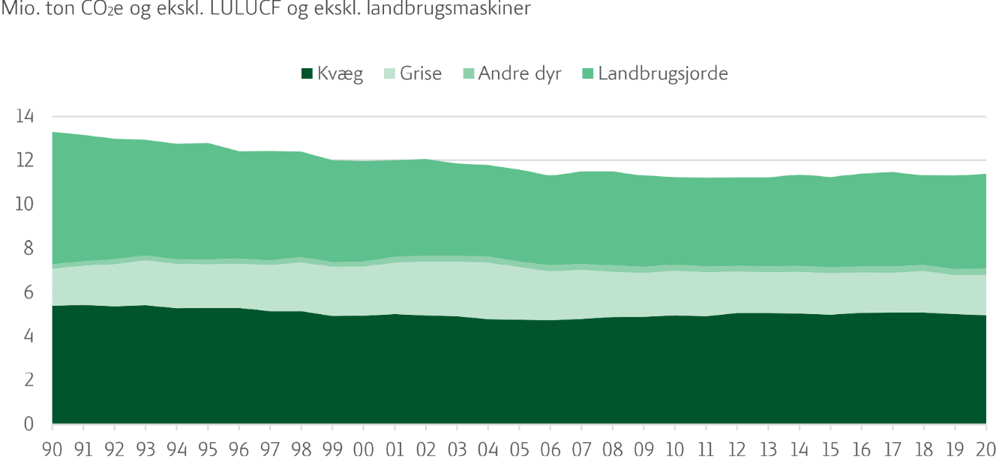 Mio. ton CO₂e og ekskl. LULUCF og ekskl. landbrugsmaskiner
Kvæg Grise Andre dyr Landbrugsjorde
14
12
10
8
6
4
2
0
90 91 92 93 94 95 96 97 98 99 00 01 02 03 04 05 06 07 08 09 10 11 12 13 14 15 16 17 18 19 20